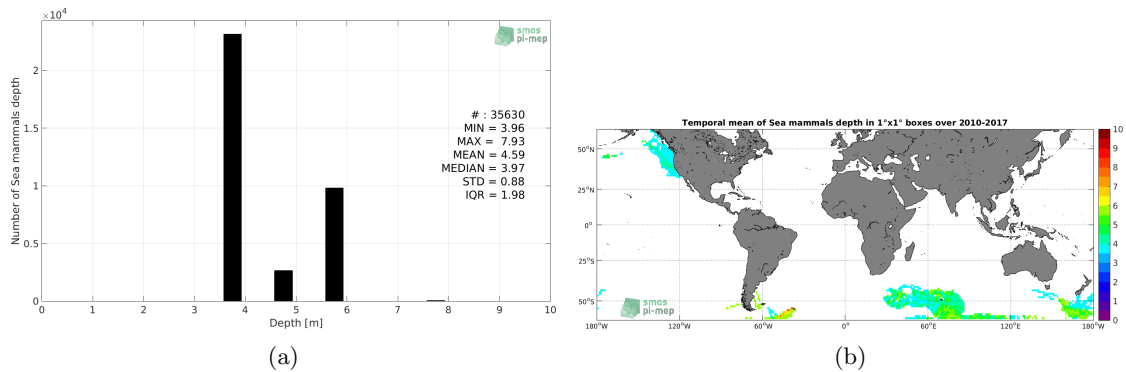 ×10⁴
smos
pi-mep
2
1.5
1
0.5
0
Number of Sea mammals depth
# : 35630
MIN = 3.96
MAX = 7.93
MEAN = 4.59
MEDIAN = 3.97
STD = 0.88
IQR = 1.98
0 1 2 3 4 5 6 7 8 9 10
Depth [m]
(a)
Temporal mean of Sea mammals depth in 1°x1° boxes over 2010-2017
50°N
25°N
0°
25°S
50°S
smos
pi-mep
180°W 120°W 60°W 0° 60°E 120°E 180°W
10
9
8
7
6
5
4
3
2
1
0
(b)